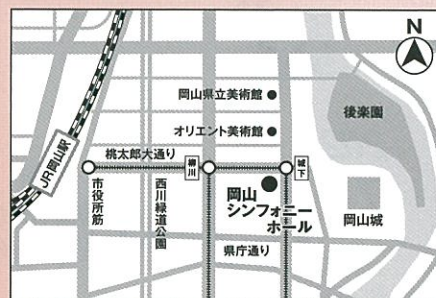 N
岡山県立美術館
後楽園
オリエント美術館
JR岡山駅
桃太郎大通り
柳川
城下
市役所筋
西川緑道公園
岡山
シンフォニー
ホール
岡山城
県庁通り